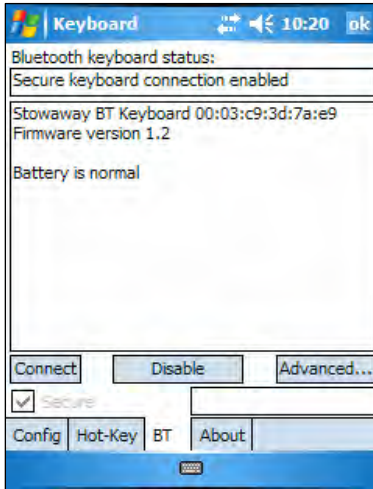 Keyboard 10:20 ok
Bluetooth keyboard status:
Secure keyboard connection enabled
Stowaway BT Keyboard 00:03:c9:3d:7a:e9
Firmware version 1.2
Battery is normal
Connect Disable Advanced...
Secure
Config Hot-Key BT About